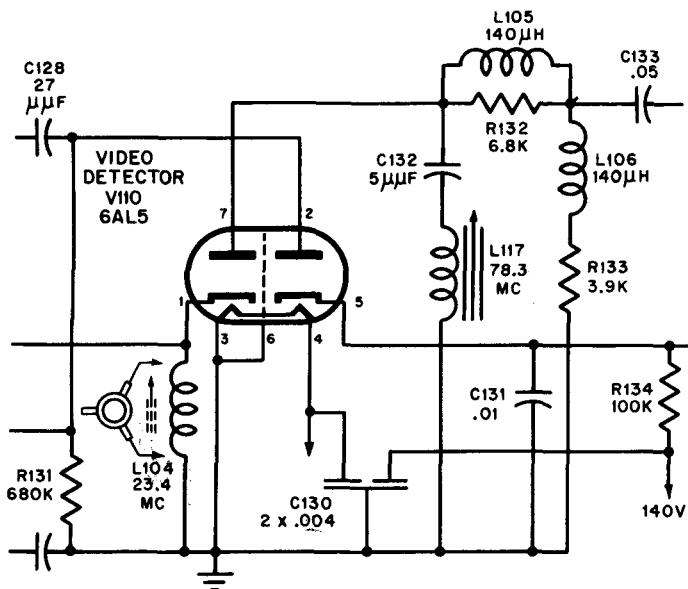 L105
140µH
C128
27
µµF
C133
.05
VIDEO
DETECTOR
V110
6AL5
R132
6.8K
C132
5µµF
L106
140µH
7
2
L117
78.3
MC
R133
3.9K
1
5
3
6
4
C131
.01
R134
100K
L104
23.4
MC
R131
680K
C130
2 x .004
140V